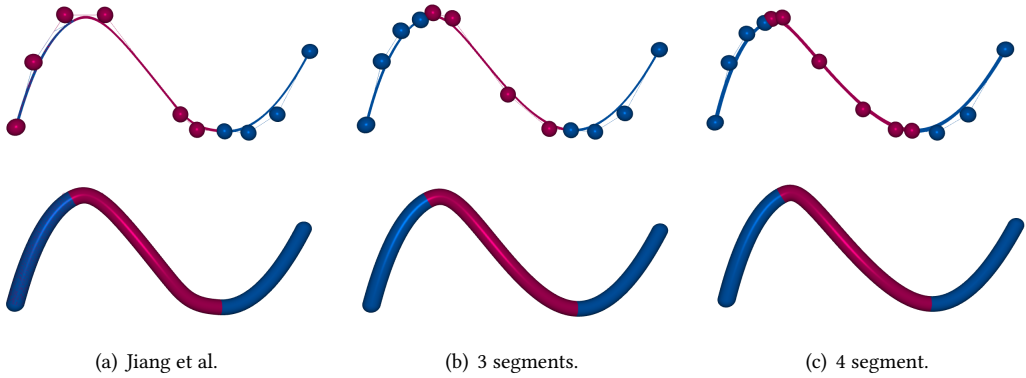 (a) Jiang et al.
(b) 3 segments.
(c) 4 segment.